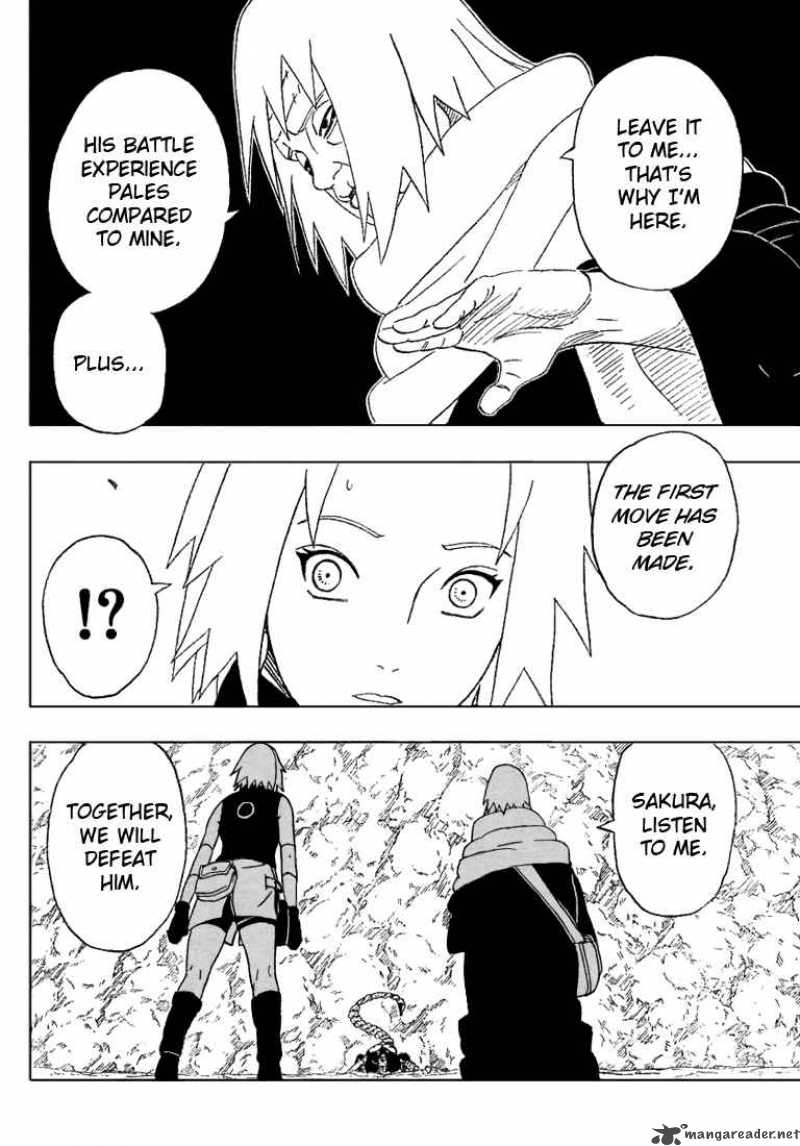 LEAVE IT
TO ME...
THAT'S
WHY I'M
HERE.
HIS BATTLE
EXPERIENCE
PALES
COMPARED
TO MINE.
PLUS...
THE FIRST
MOVE HAS
BEEN
MADE.
!?
SAKURA,
LISTEN
TO ME.
TOGETHER,
WE WILL
DEFEAT
HIM.
mangareader.net